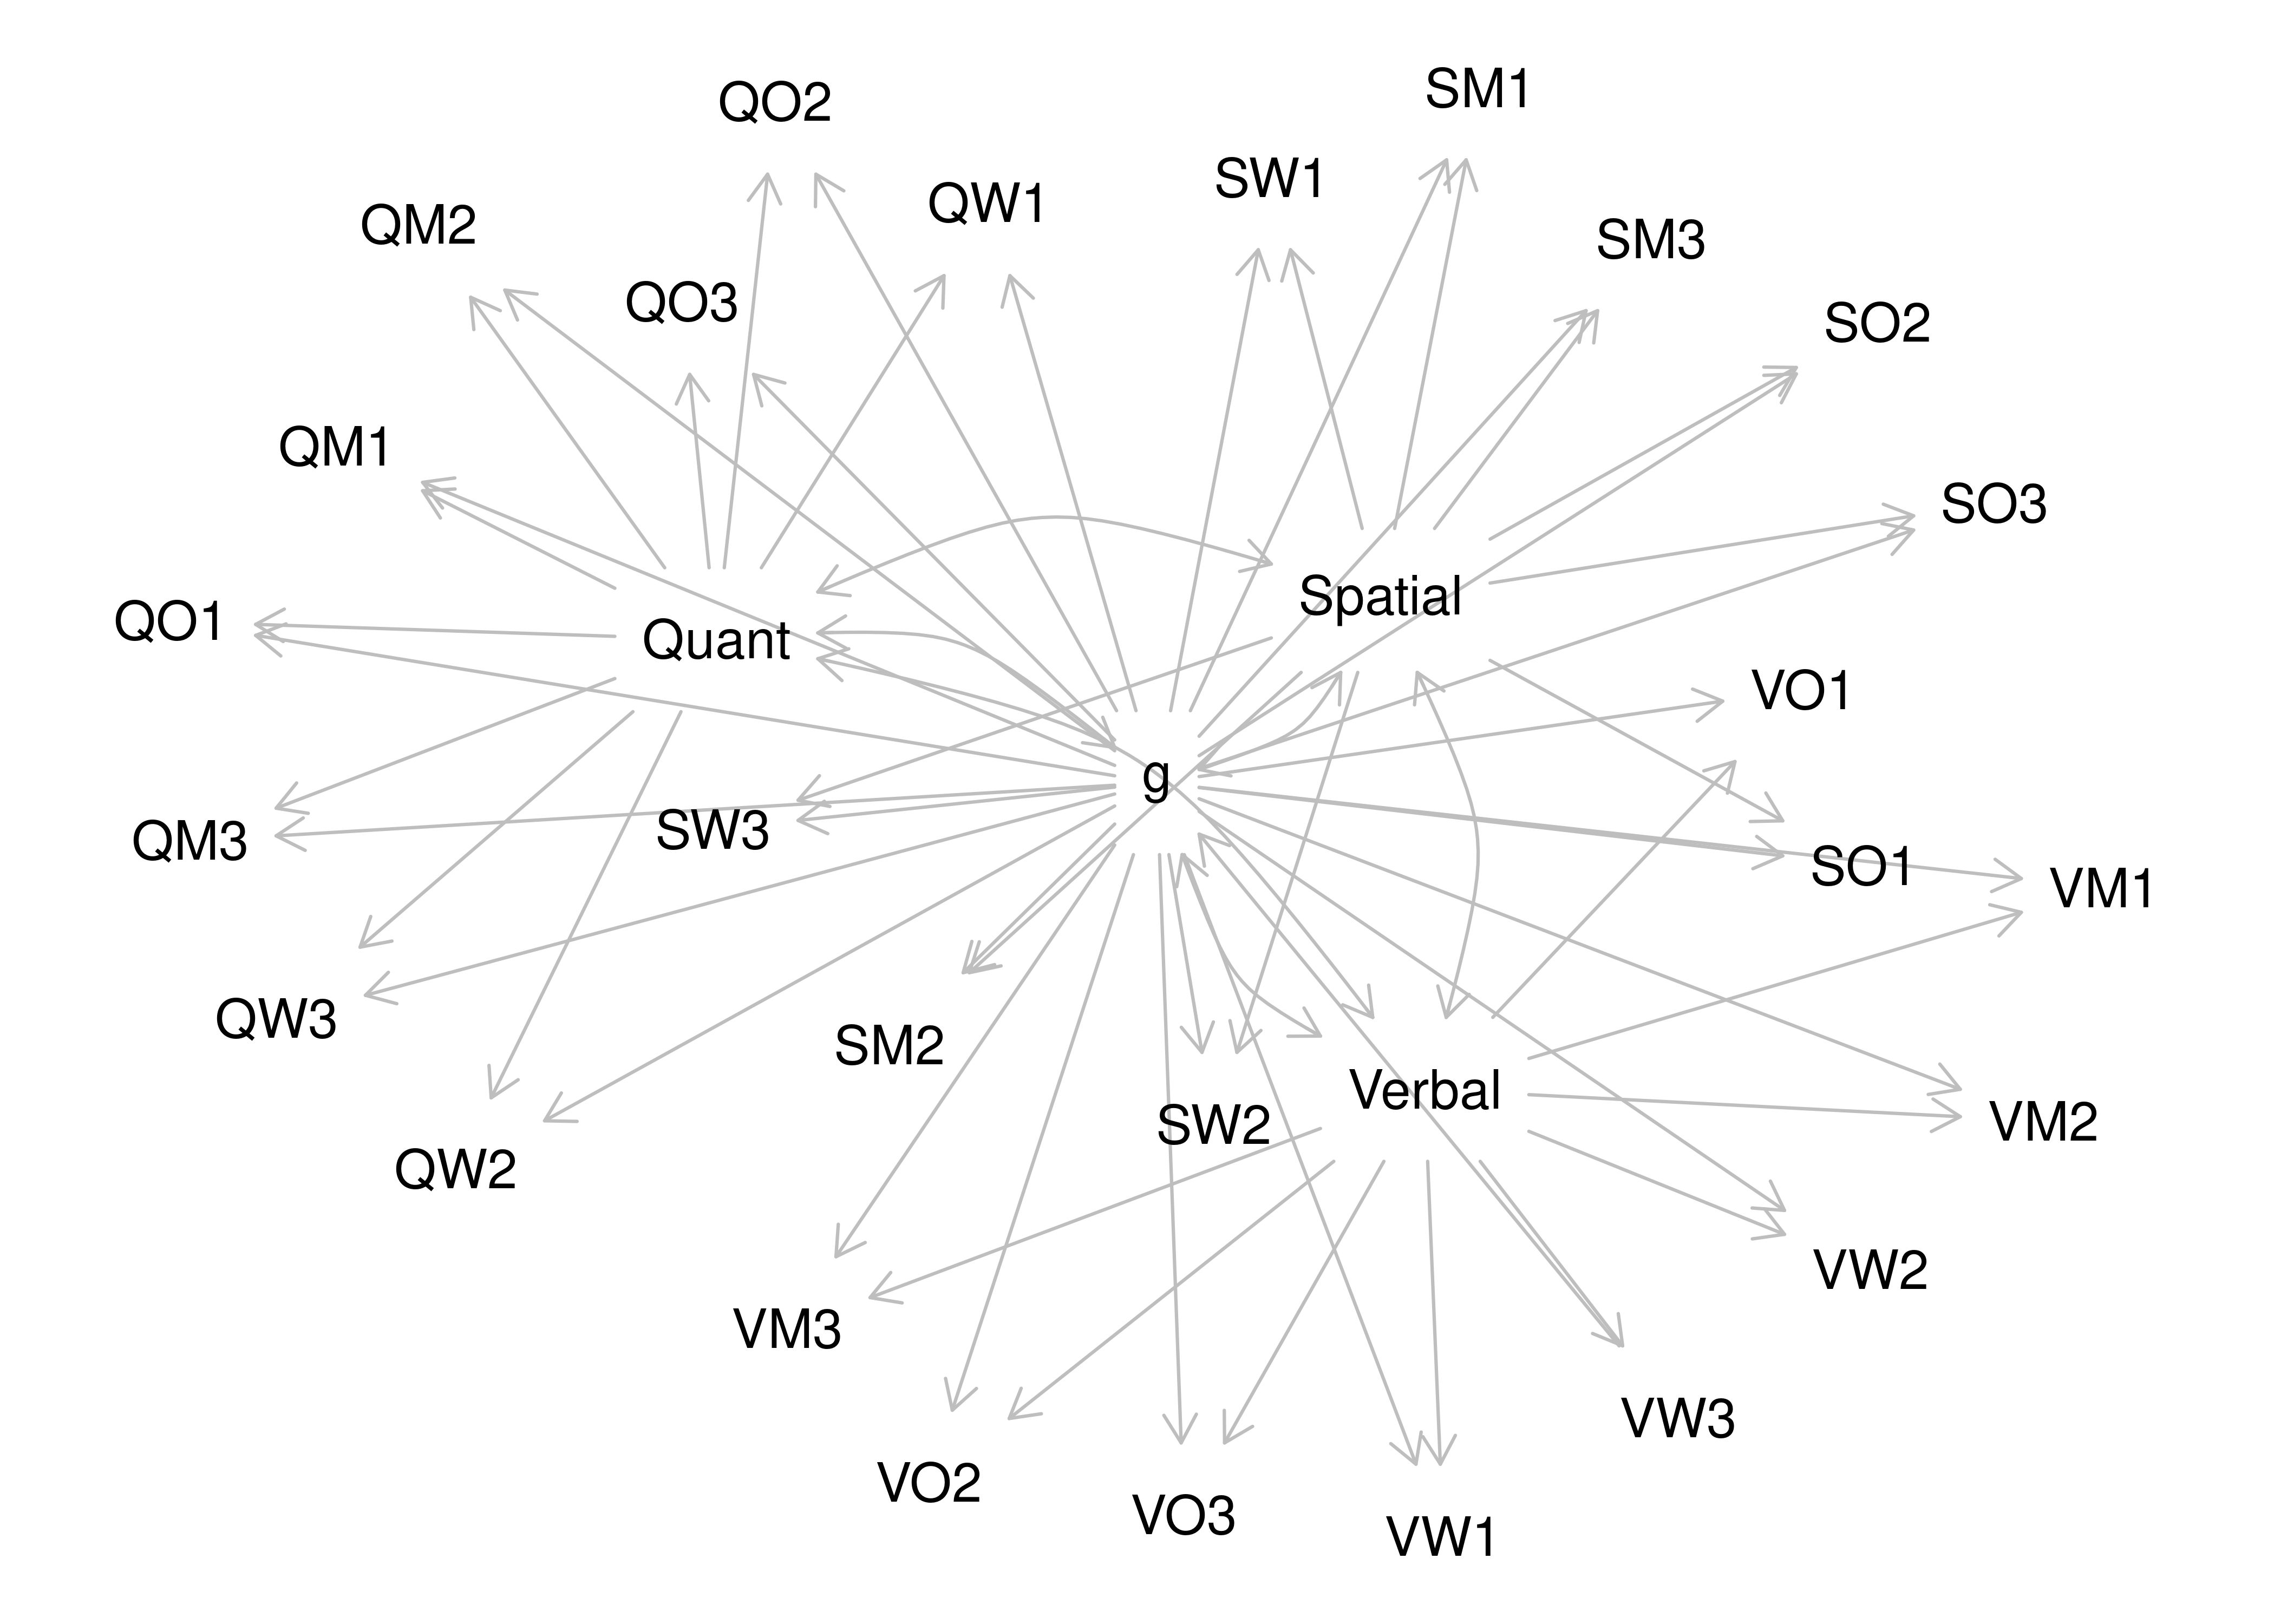 SM1
QO2
SW1
QW1
QM2
SM3
QO3
SO2
QM1
SO3
Spatial
QO1
Quant
VO1
g
SW3
QM3
SO1
VM1
QW3
SM2
Verbal
VM2
SW2
QW2
VW2
VM3
VW3
VO2
VO3
VW1